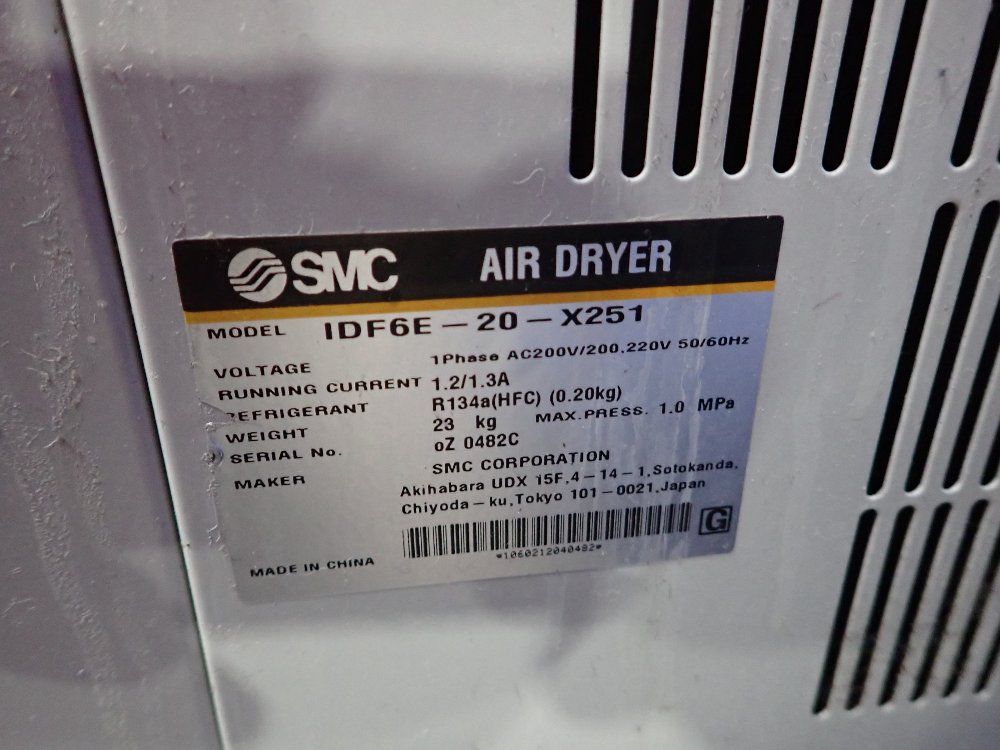 SMC AIR DRYER
MODEL IDF6E-20-X251
VOLTAGE 1Phase AC200V/200,220V 50/60Hz
RUNNING CURRENT 1.2/1.3A
REFRIGERANT R134a(HFC) (0.20kg)
WEIGHT 23 kg MAX.PRESS. 1.0 MPa
SERIAL No. oZ 0482C
MAKER SMC CORPORATION
Akihabara UDX 15F,4-14-1,Sotokanda,
Chiyoda-ku,Tokyo 101-0021,Japan
G
*1060212040482*
MADE IN CHINA